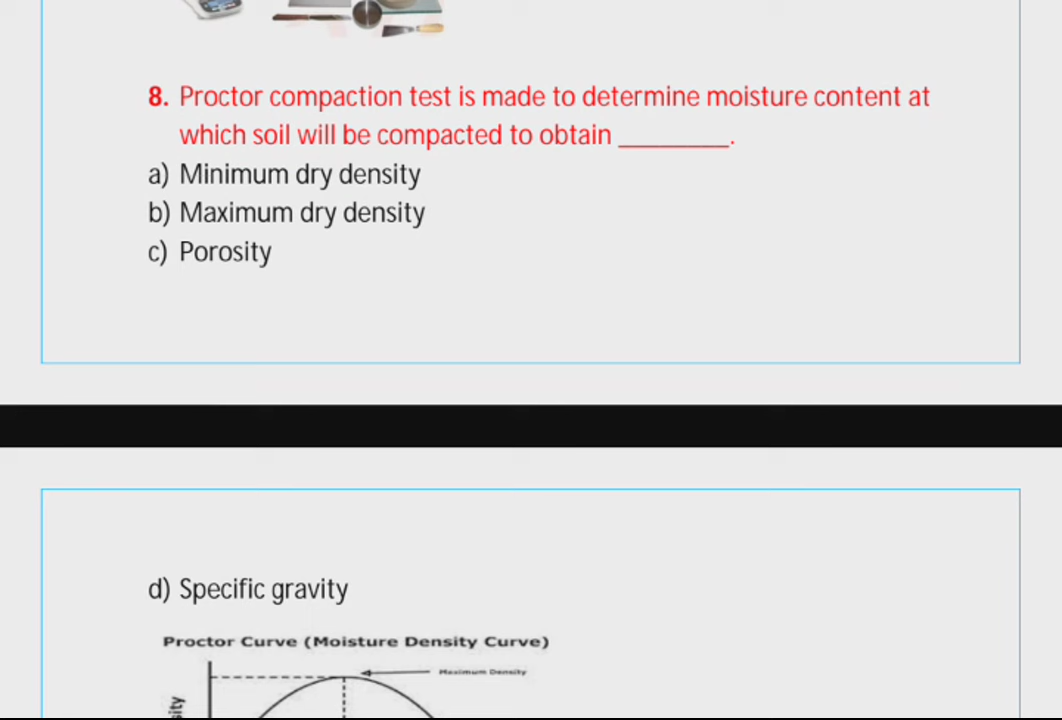 8. Proctor compaction test is made to determine moisture content at
which soil will be compacted to obtain ________.
a) Minimum dry density
b) Maximum dry density
c) Porosity
d) Specific gravity
Proctor Curve (Moisture Density Curve)
Maximum Density